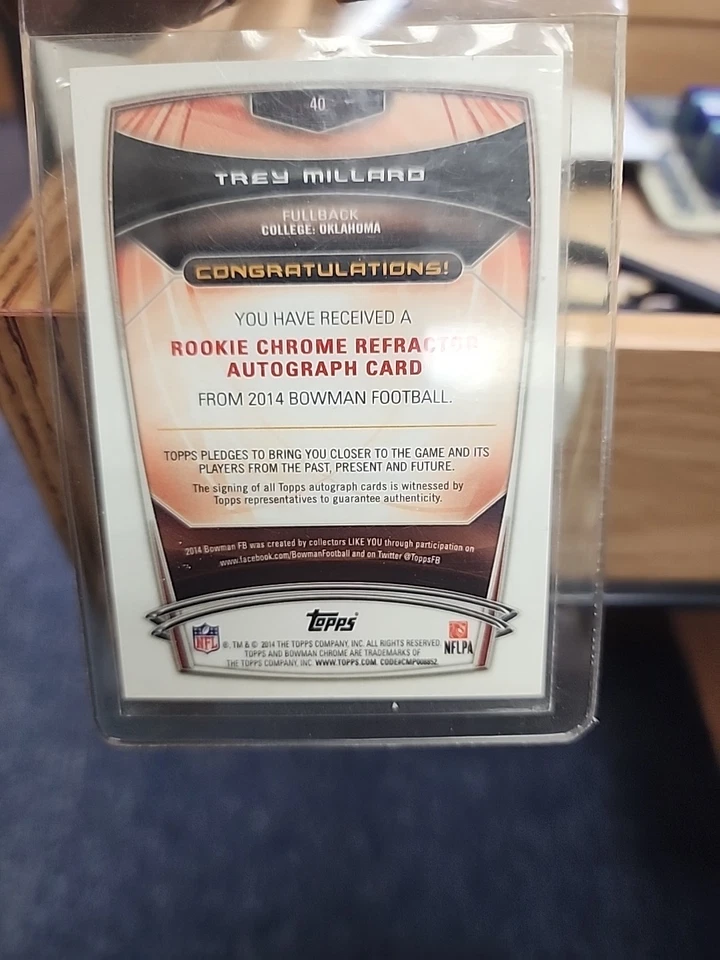 40
TREY MILLARD
FULLBACK
COLLEGE: OKLAHOMA
CONGRATULATIONS!
YOU HAVE RECEIVED A
ROOKIE CHROME REFRACTOR
AUTOGRAPH CARD
FROM 2014 BOWMAN FOOTBALL.
TOPPS PLEDGES TO BRING YOU CLOSER TO THE GAME AND ITS
PLAYERS FROM THE PAST, PRESENT AND FUTURE.
The signing of all Topps autograph cards is witnessed by
Topps representatives to guarantee authenticity.
2014 Bowman FB was created by collectors LIKE YOU through participation on
www.facebook.com/BowmanFootball and on Twitter @ToppsFB
Topps®
NFL
®, TM & © 2014 THE TOPPS COMPANY, INC. ALL RIGHTS RESERVED.
TOPPS AND BOWMAN CHROME ARE TRADEMARKS OF
THE TOPPS COMPANY, INC. WWW.TOPPS.COM. CODE#CMP006852
NFLPA